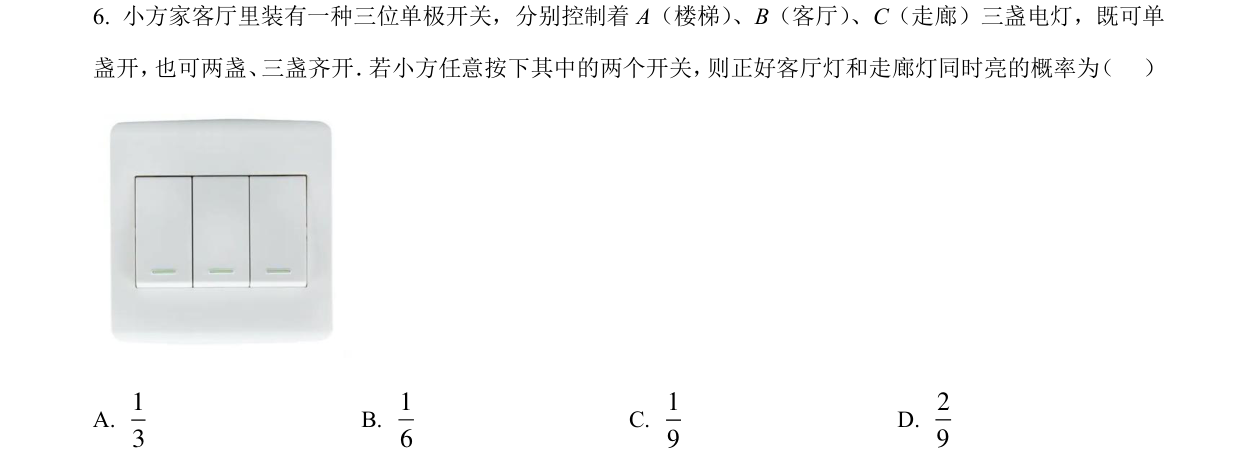 6. 小方家客厅里装有一种三位单极开关，分别控制着 A（楼梯）、B（客厅）、C（走廊）三盏电灯，既可单
盏开，也可两盏、三盏齐开．若小方任意按下其中的两个开关，则正好客厅灯和走廊灯同时亮的概率为（　）
A. 1/3 B. 1/6 C. 1/9 D. 2/9